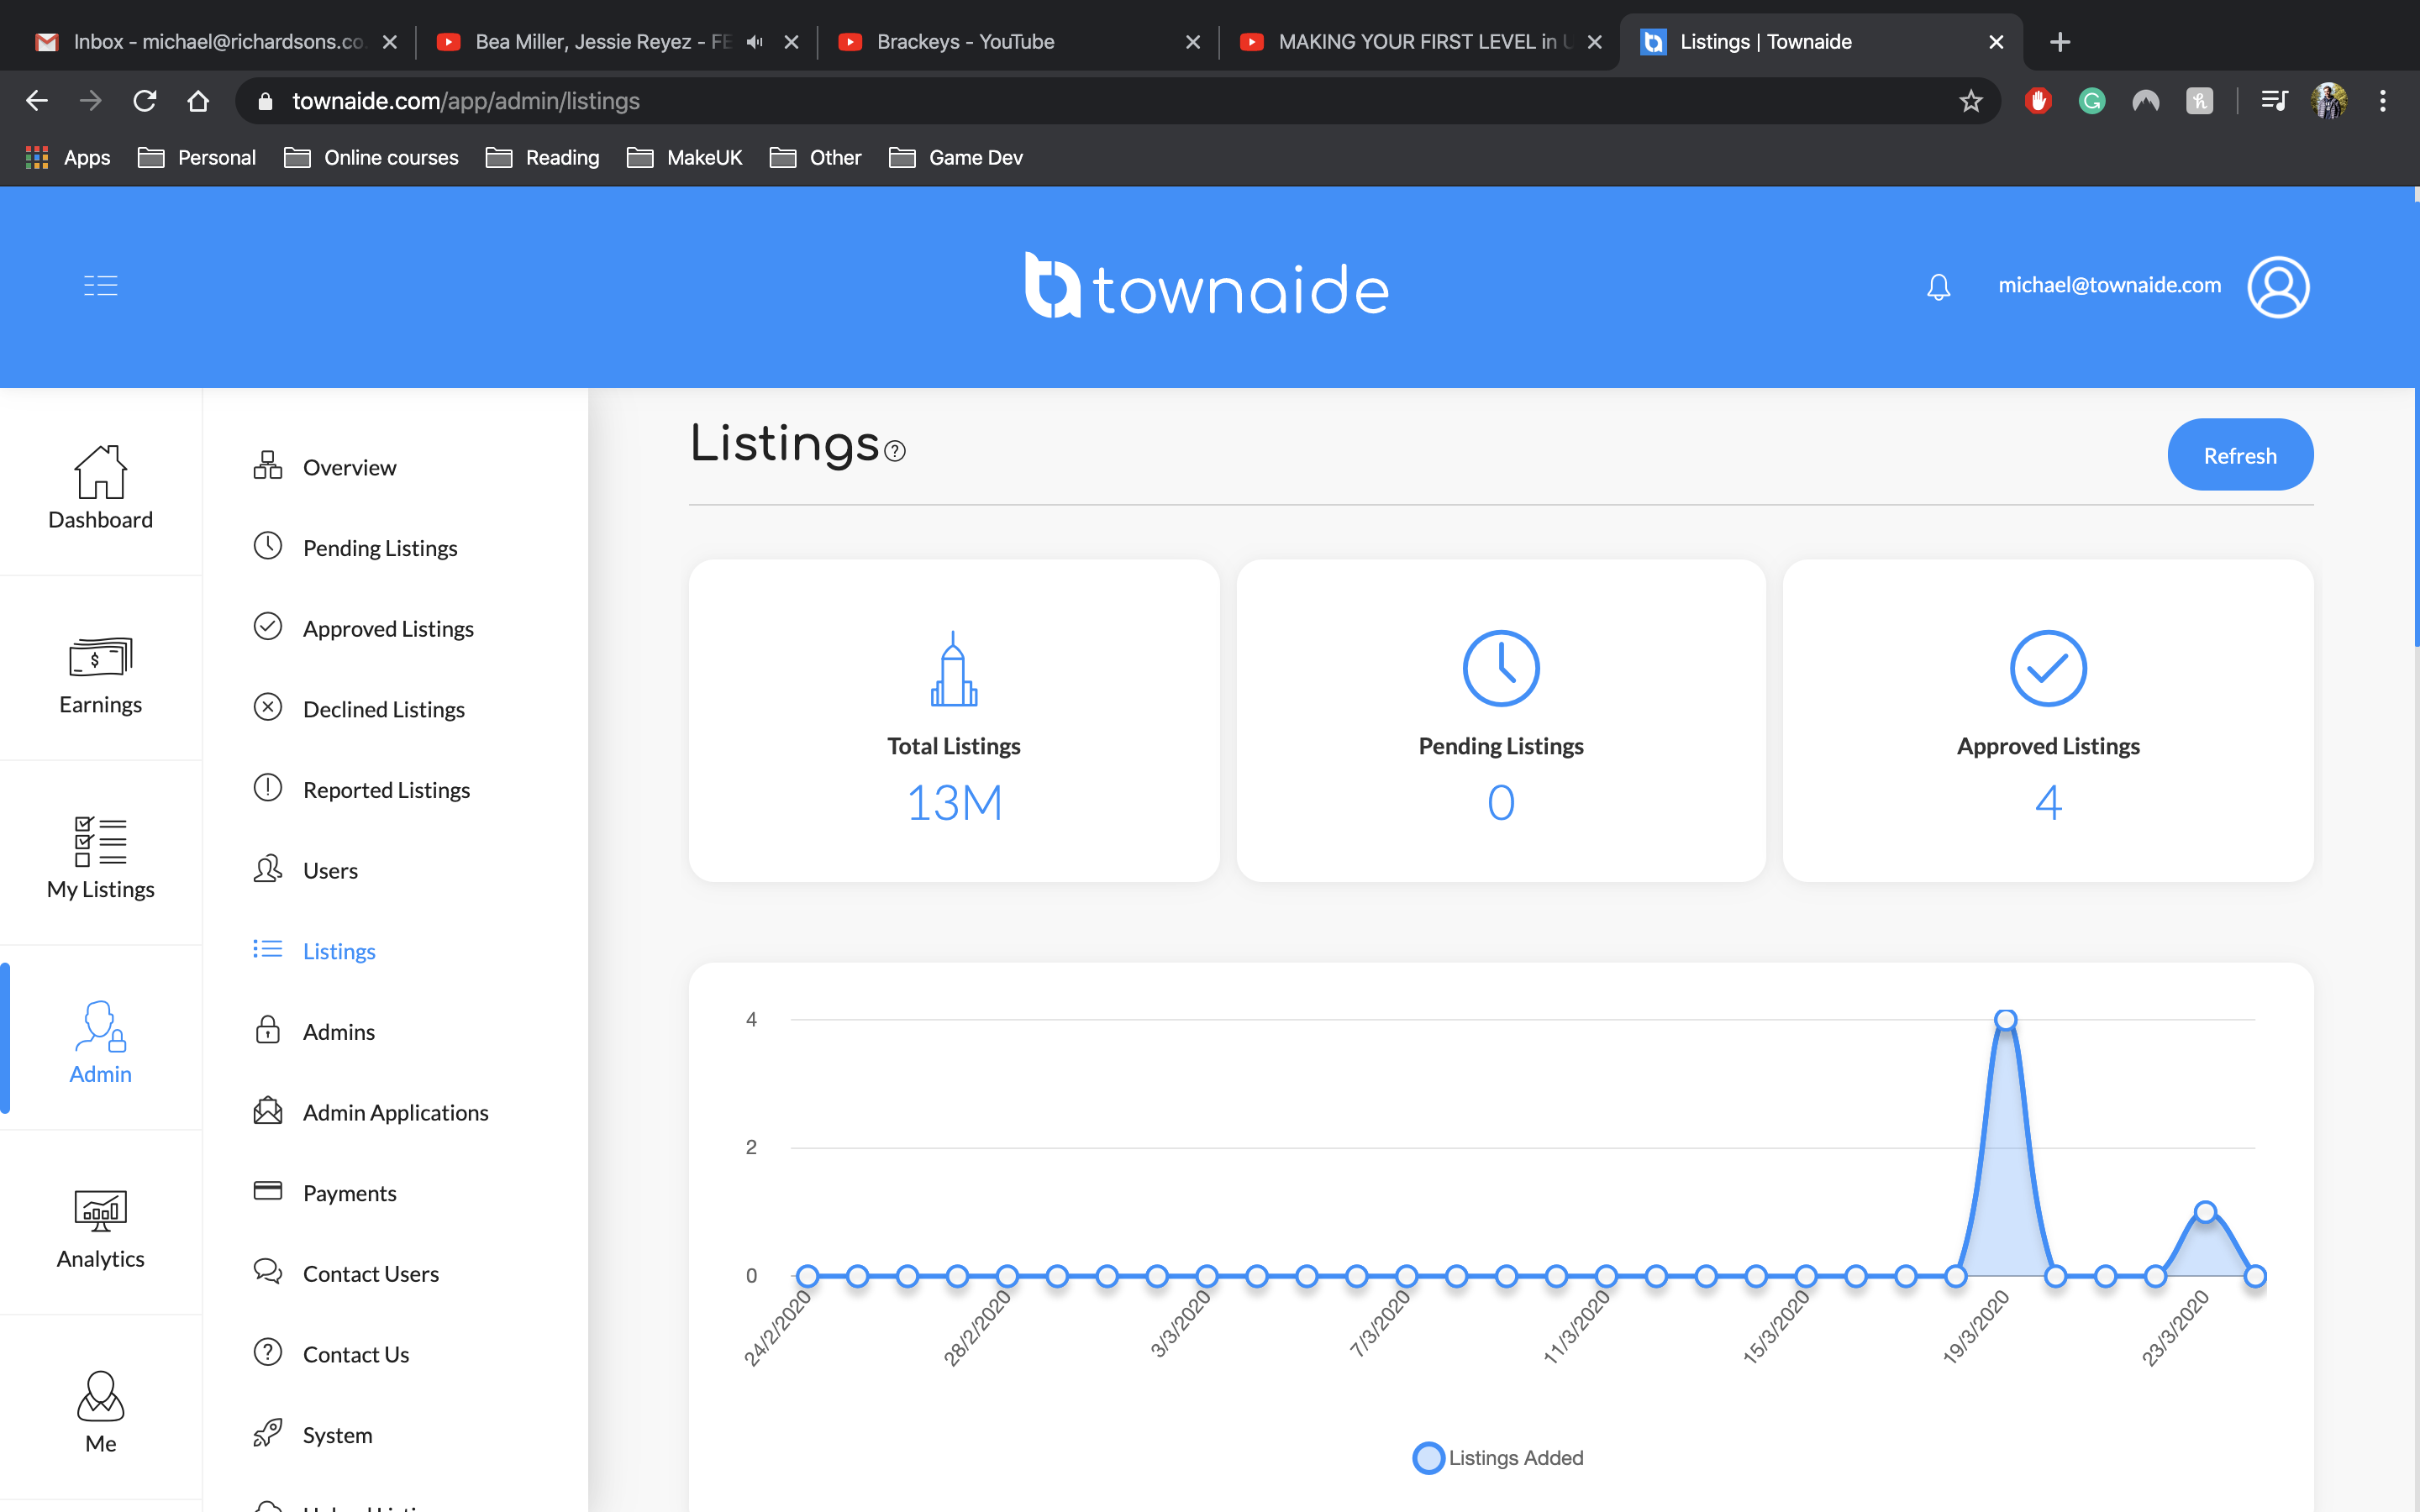 Inbox - michael@richardsons.co.
Bea Miller, Jessie Reyez - FE
Brackeys - YouTube
MAKING YOUR FIRST LEVEL in U
Listings | Townaide
townaide.com/app/admin/listings
Apps
Personal
Online courses
Reading
MakeUK
Other
Game Dev
townaide
michael@townaide.com
Dashboard
Earnings
My Listings
Admin
Analytics
Me
Overview
Pending Listings
Approved Listings
Declined Listings
Reported Listings
Users
Listings
Admins
Admin Applications
Payments
Contact Users
Contact Us
System
Listings
Refresh
Total Listings
13M
Pending Listings
0
Approved Listings
4
4
2
0
24/2/2020
28/2/2020
3/3/2020
7/3/2020
11/3/2020
15/3/2020
19/3/2020
23/3/2020
Listings Added